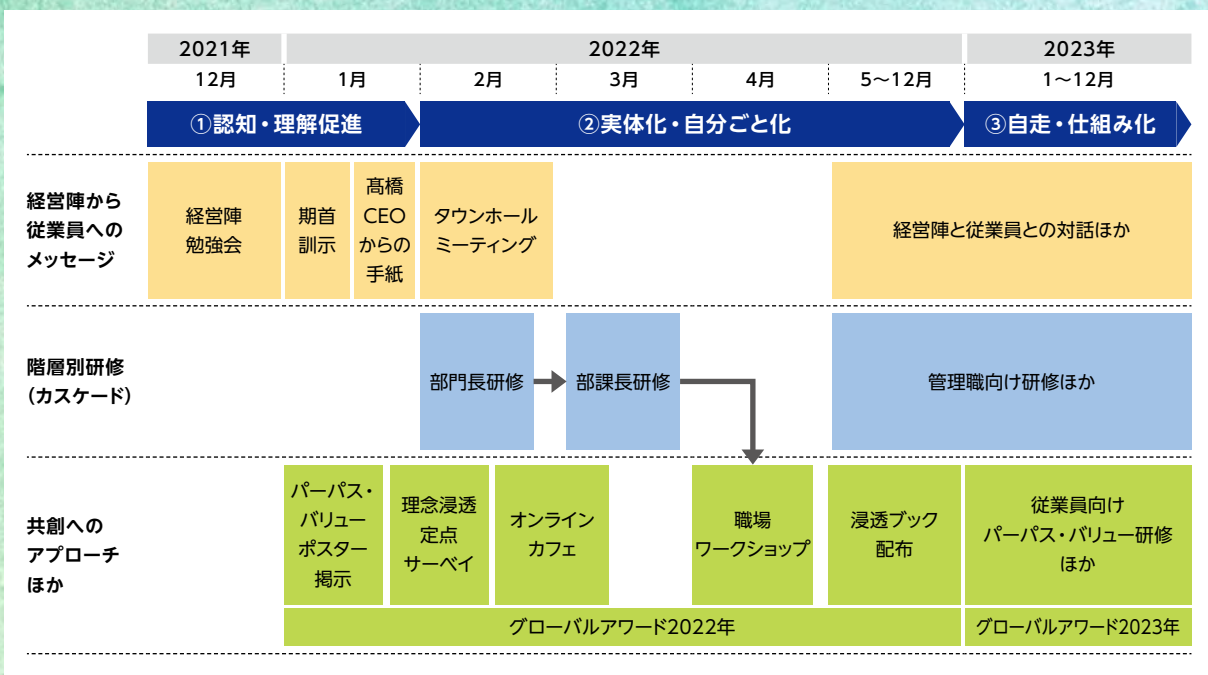 2021年
2022年
2023年
12月
1月
2月
3月
4月
5〜12月
1〜12月
①認知・理解促進
②実体化・自分ごと化
③自走・仕組み化
経営陣から
従業員への
メッセージ
経営陣
勉強会
期首
訓示
髙橋
CEO
からの
手紙
タウンホール
ミーティング
経営陣と従業員との対話ほか
階層別研修
（カスケード）
部門長研修
部課長研修
管理職向け研修ほか
共創への
アプローチ
ほか
パーパス・
バリュー
ポスター
掲示
理念浸透
定点
サーベイ
オンライン
カフェ
職場
ワークショップ
浸透ブック
配布
従業員向け
パーパス・バリュー研修
ほか
グローバルアワード2022年
グローバルアワード2023年